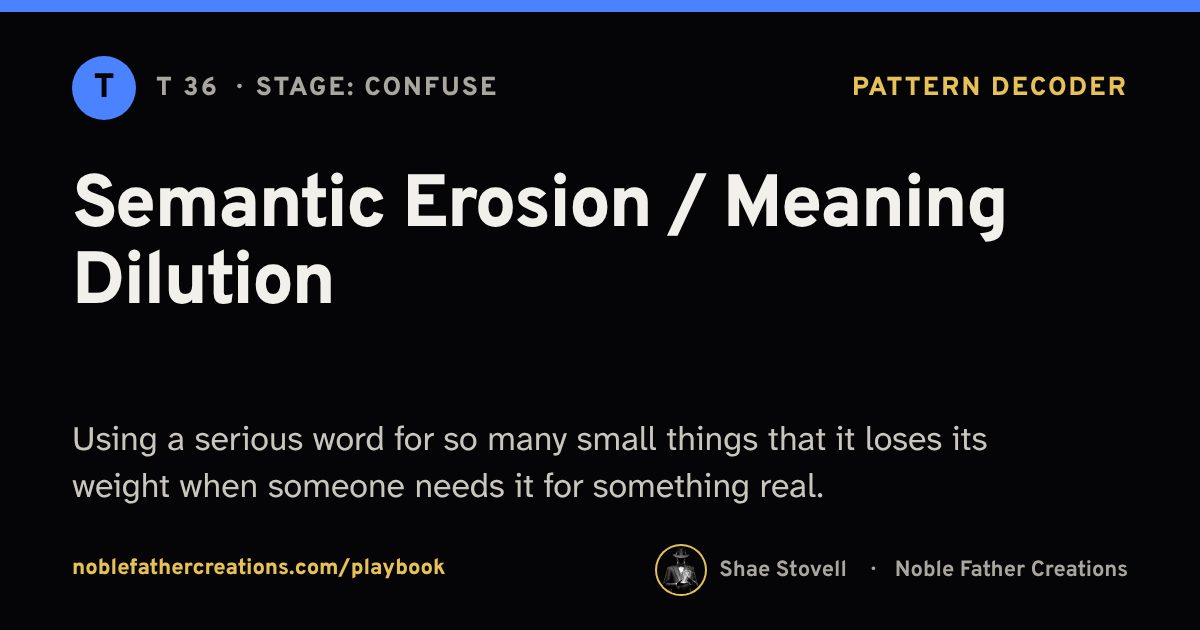 T T 36 · STAGE: CONFUSE PATTERN DECODER
Semantic Erosion / Meaning
Dilution
Using a serious word for so many small things that it loses its
weight when someone needs it for something real.
noblefathercreations.com/playbook Shae Stovell · Noble Father Creations